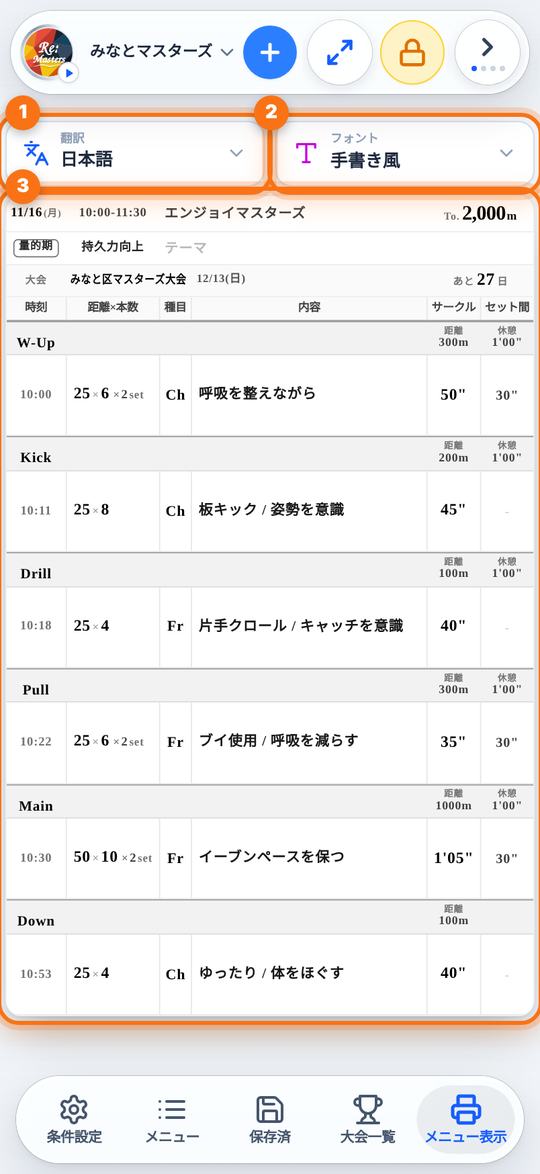 Re:
Masters
みなとマスターズ
1
2
翻訳
日本語
フォント
手書き風
3
11/16(月) 10:00-11:30 エンジョイマスターズ To. 2,000m
量的期 持久力向上 テーマ
大会 みなと区マスターズ大会 12/13(日) あと 27 日
時刻 距離×本数 種目 内容 サークル セット間
W-Up 距離 300m 休憩 1'00"
10:00 25×6 ×2set Ch 呼吸を整えながら 50" 30"
Kick 距離 200m 休憩 1'00"
10:11 25×8 Ch 板キック / 姿勢を意識 45" -
Drill 距離 100m 休憩 1'00"
10:18 25×4 Fr 片手クロール / キャッチを意識 40" -
Pull 距離 300m 休憩 1'00"
10:22 25×6 ×2set Fr ブイ使用 / 呼吸を減らす 35" 30"
Main 距離 1000m 休憩 1'00"
10:30 50×10 ×2set Fr イーブンペースを保つ 1'05" 30"
Down 距離 100m
10:53 25×4 Ch ゆったり / 体をほぐす 40" -
条件設定 メニュー 保存済 大会一覧 メニュー表示